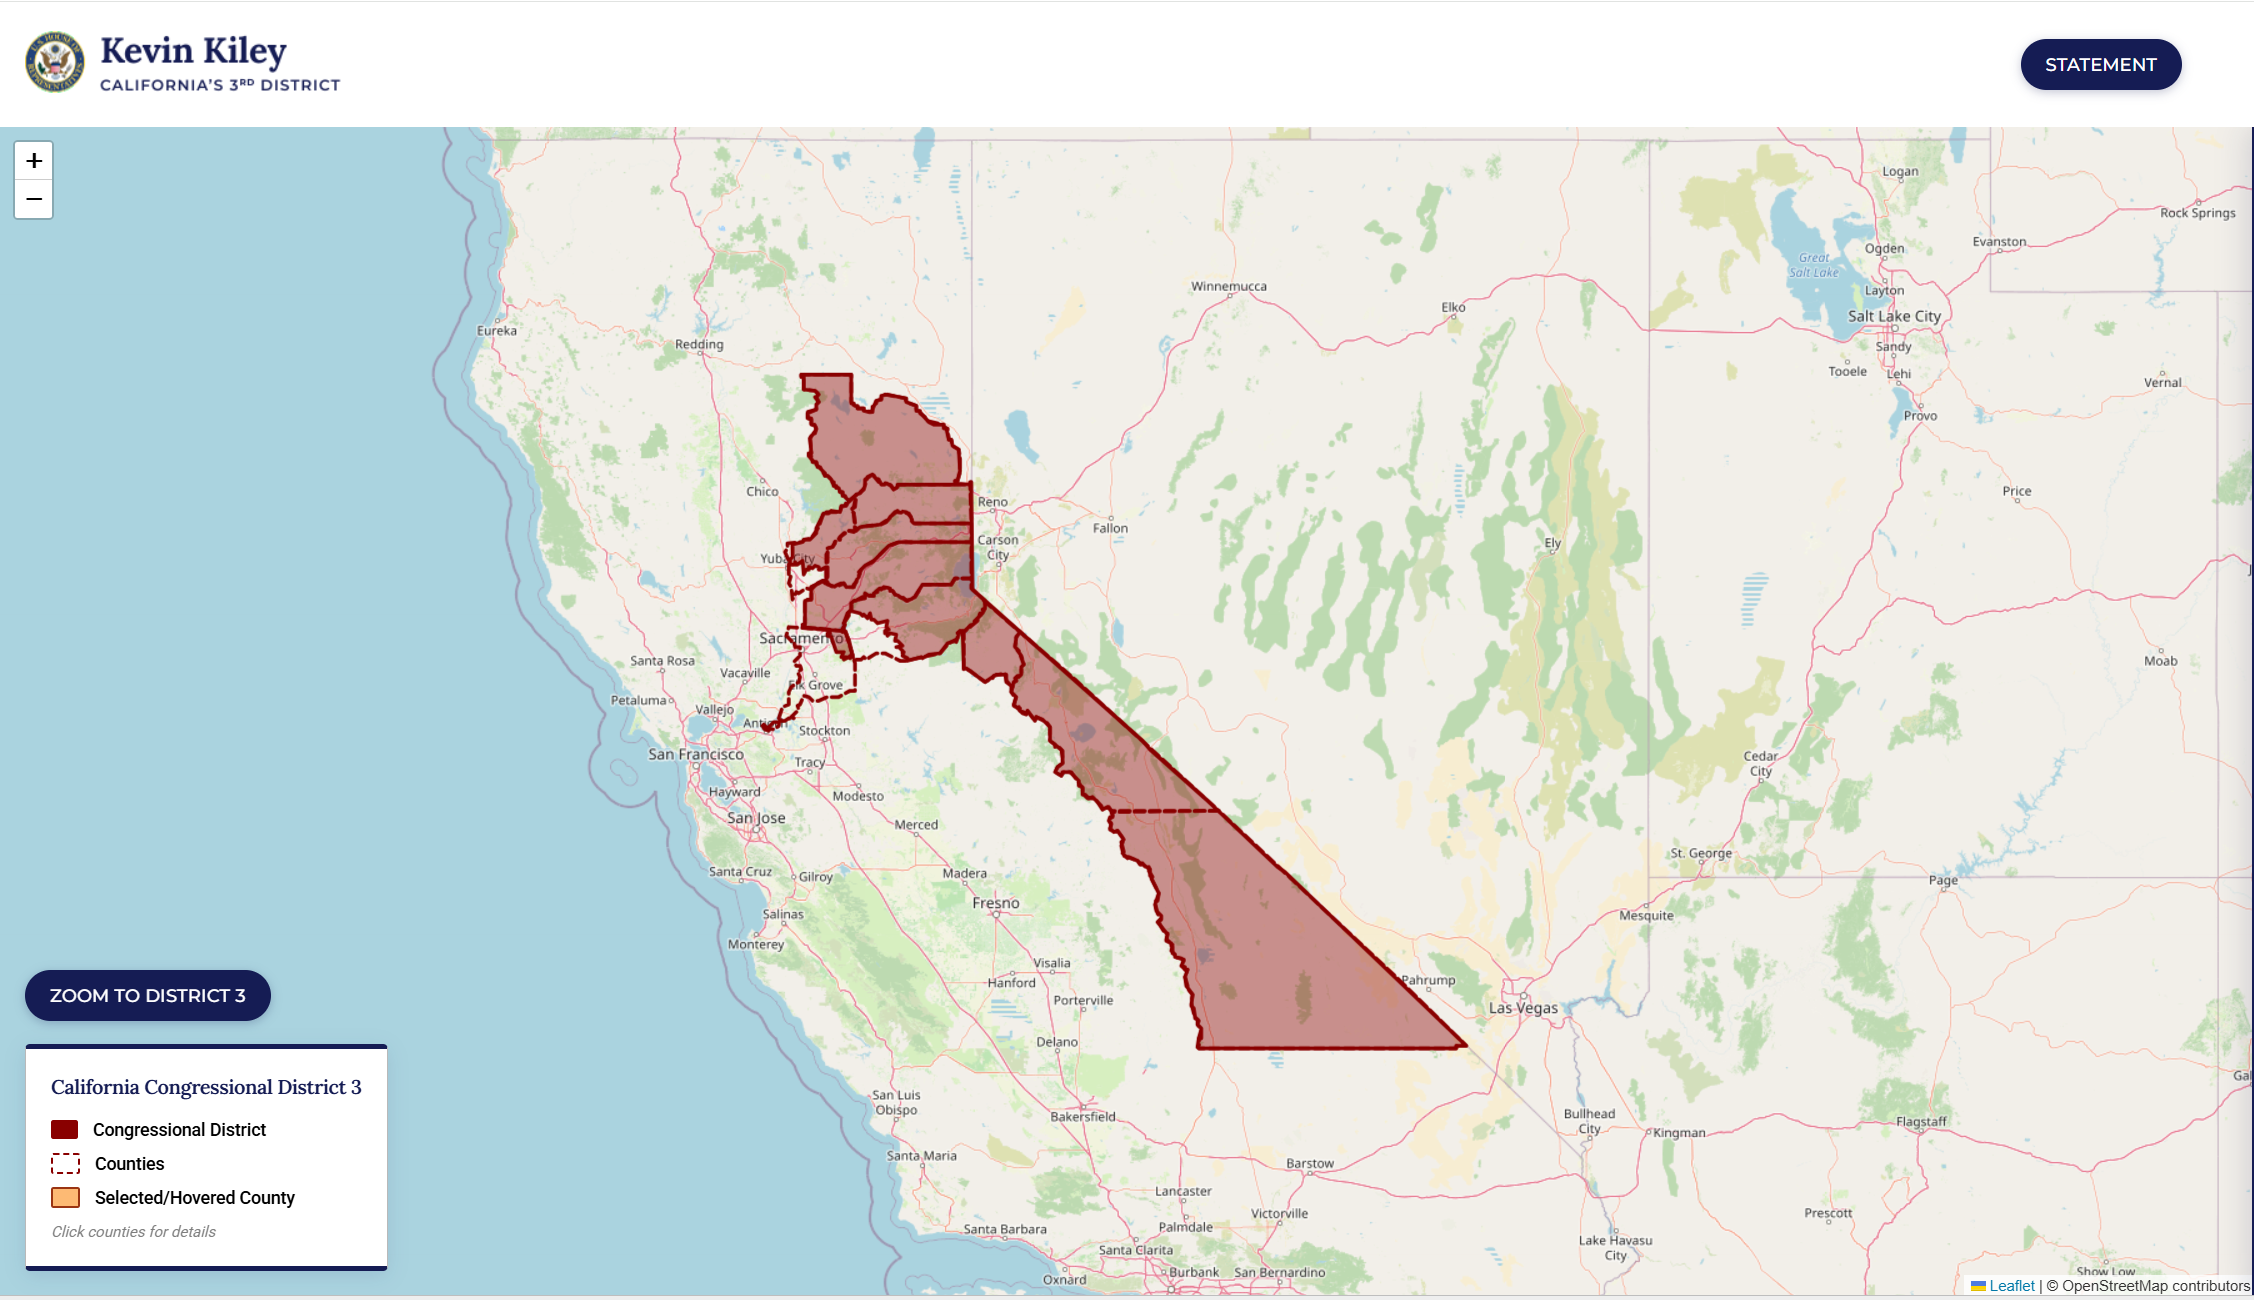 Kevin Kiley
CALIFORNIA'S 3RD DISTRICT
STATEMENT
+
−
Logan
Rock Springs
Evanston
Ogden
Great
Salt Lake
Winnemucca
Layton
Elko
Salt Lake City
Eureka
Redding
Sandy
Tooele
Lehi
Vernal
Provo
Chico
Price
Reno
Fallon
Carson
City
Ely
Yuba City
Sacramento
Santa Rosa
Moab
Vacaville
Elk Grove
Petaluma
Vallejo
Antioch
Stockton
San Francisco
Cedar
City
Tracy
Hayward
Modesto
San Jose
Merced
St. George
Santa Cruz
Gilroy
Madera
Page
Fresno
Salinas
Mesquite
Monterey
Visalia
Hanford
Pahrump
Porterville
Las Vegas
ZOOM TO DISTRICT 3
Delano
Gal
San Luis
Obispo
Bakersfield
Bullhead
City
Flagstaff
Kingman
Santa Maria
Barstow
Lancaster
Victorville
Prescott
Santa Barbara
Palmdale
Lake Havasu
City
Santa Clarita
Burbank
San Bernardino
Oxnard
Show Low
California Congressional District 3
Congressional District
Counties
Selected/Hovered County
Click counties for details
Leaflet | © OpenStreetMap contributors